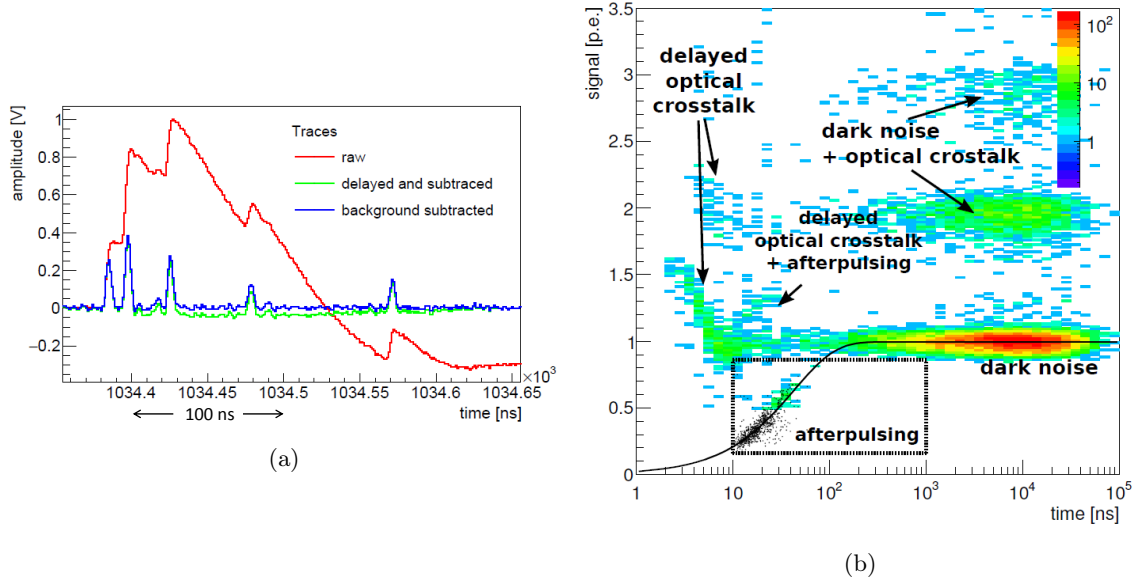 amplitude [V]
1
0.8
0.6
0.4
0.2
0
−0.2
Traces
raw
delayed and subtraced
background subtracted
1034.4
1034.45
1034.5
1034.55
1034.6
1034.65
×10³
time [ns]
100 ns
(a)
signal [p.e.]
3.5
3
2.5
2
1.5
1
0.5
0
delayed
optical
crosstalk
dark noise
+ optical crostalk
delayed
optical crosstalk
+ afterpulsing
dark noise
afterpulsing
10²
10
1
1
10
10²
10³
10⁴
10⁵
time [ns]
(b)